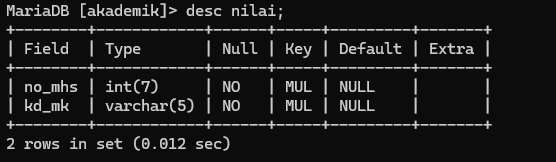 MariaDB [akademik]> desc nilai;
+--------+------------+------+-----+---------+-------+
| Field  | Type       | Null | Key | Default | Extra |
+--------+------------+------+-----+---------+-------+
| no_mhs | int(7)     | NO   | MUL | NULL    |       |
| kd_mk  | varchar(5) | NO   | MUL | NULL    |       |
+--------+------------+------+-----+---------+-------+
2 rows in set (0.012 sec)